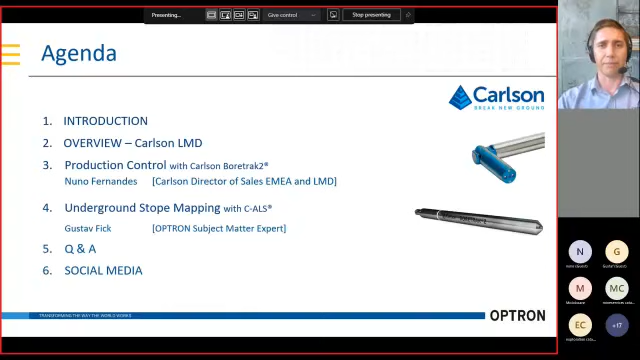 Presenting...
Give control
Stop presenting
Agenda
Carlson
BREAK NEW GROUND
1. INTRODUCTION
2. OVERVIEW – Carlson LMD
3. Production Control with Carlson Boretrak2®
Nuno Fernandes [Carlson Director of Sales EMEA and LMD]
4. Underground Stope Mapping with C-ALS®
Gustav Fick [OPTRON Subject Matter Expert]
5. Q & A
6. SOCIAL MEDIA
TRANSFORMING THE WAY THE WORLD WORKS
OPTRON
N
G
M
MC
EC
+17